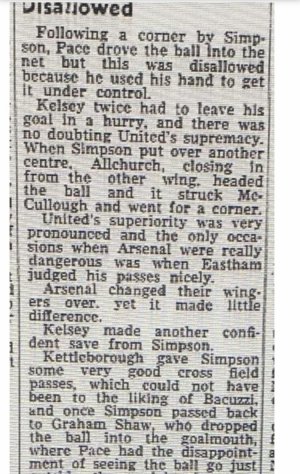 Disallowed
Following a corner by Simp-
son, Pace drove the ball into the
net but this was disallowed
because he used his hand to get
it under control.
Kelsey twice had to leave his
goal in a hurry, and there was
no doubting United's supremacy.
When Simpson put over another
centre, Allchurch, closing in
from the other wing, headed
the ball and it struck Mc-
Cullough and went for a corner.
United's superiority was very
pronounced and the only occa-
sions when Arsenal were really
dangerous was when Eastham
judged his passes nicely.
Arsenal changed their wing-
ers over, yet it made little
difference.
Kelsey made another confi-
dent save from Simpson.
Kettleborough gave Simpson
some very good cross field
passes, which could not have
been to the liking of Bacuzzi,
and once Simpson passed back
to Graham Shaw, who dropped
the ball into the goalmouth,
where Pace had the disappoint-
ment of seeing the ball go just